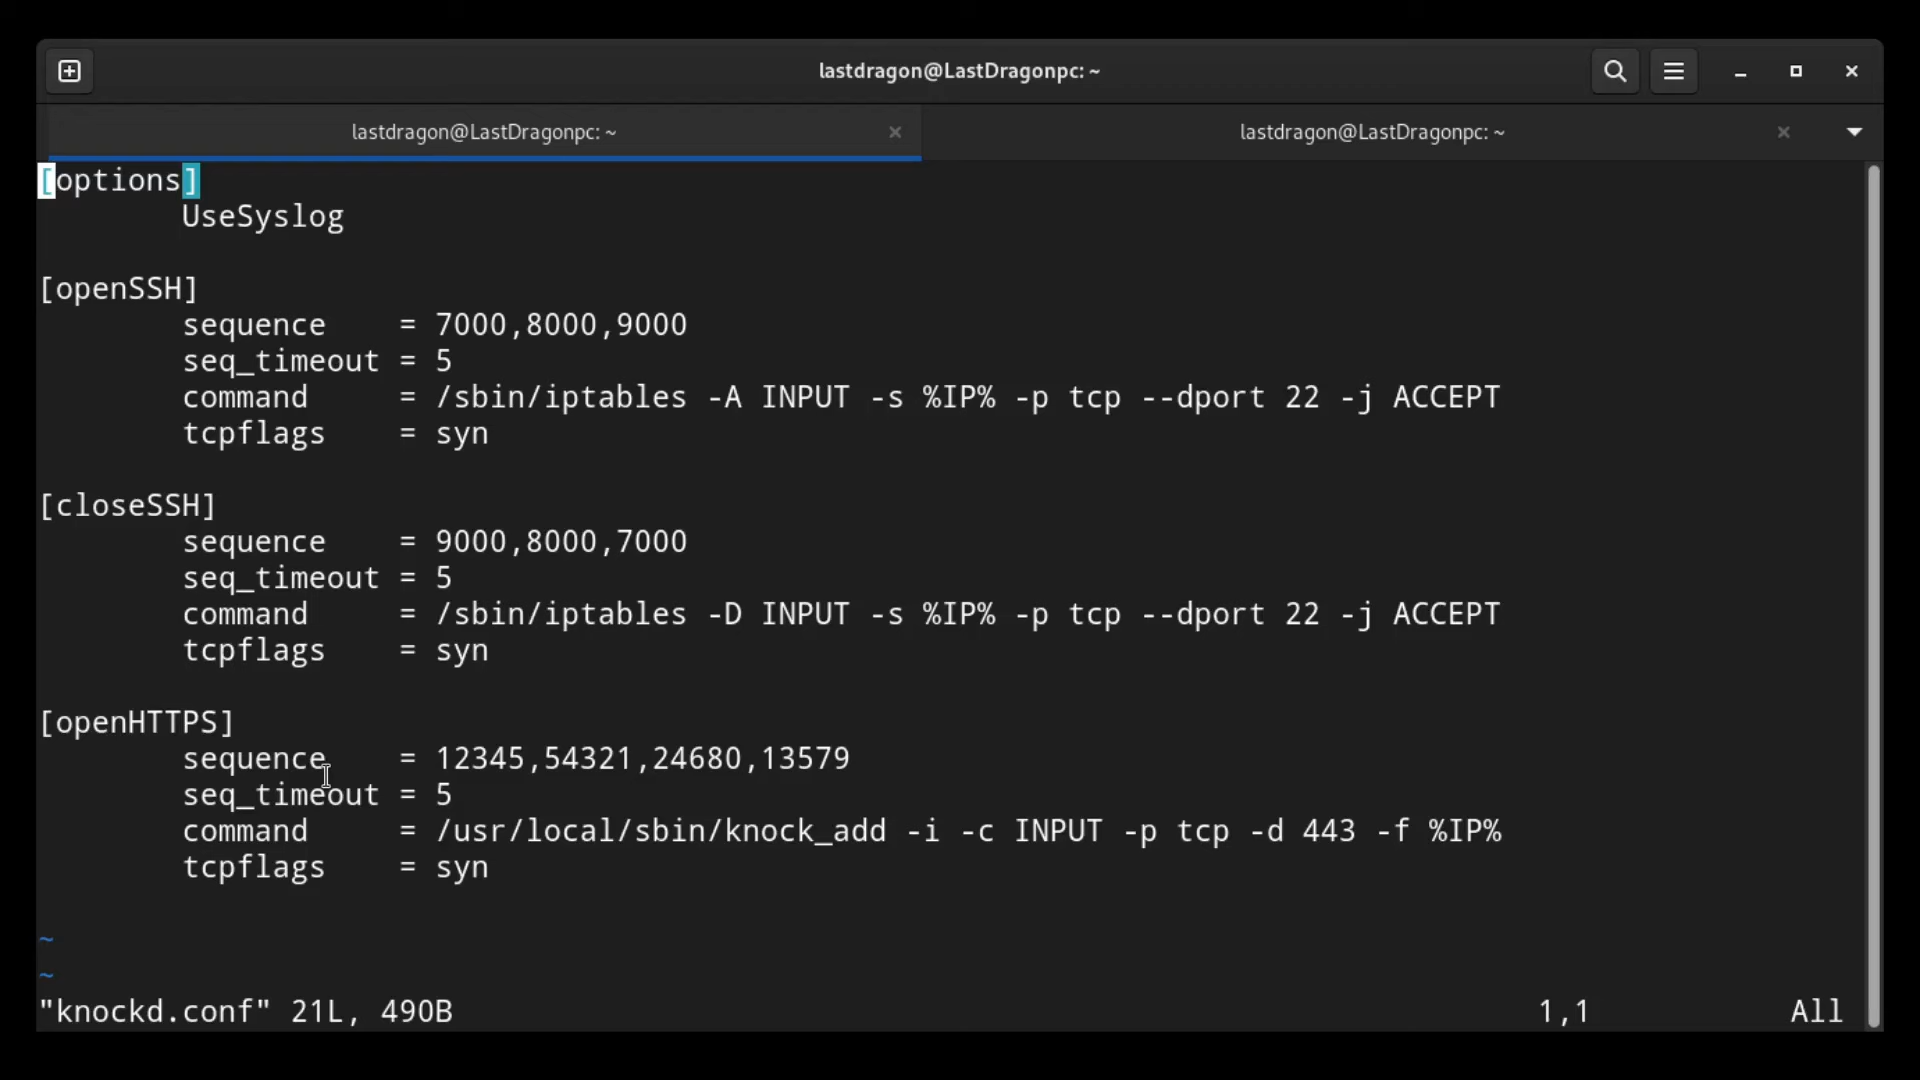 lastdragon@LastDragonpc: ~
lastdragon@LastDragonpc: ~
lastdragon@LastDragonpc: ~
[options]
        UseSyslog

[openSSH]
        sequence    = 7000,8000,9000
        seq_timeout = 5
        command     = /sbin/iptables -A INPUT -s %IP% -p tcp --dport 22 -j ACCEPT
        tcpflags    = syn

[closeSSH]
        sequence    = 9000,8000,7000
        seq_timeout = 5
        command     = /sbin/iptables -D INPUT -s %IP% -p tcp --dport 22 -j ACCEPT
        tcpflags    = syn

[openHTTPS]
        sequence    = 12345,54321,24680,13579
        seq_timeout = 5
        command     = /usr/local/sbin/knock_add -i -c INPUT -p tcp -d 443 -f %IP%
        tcpflags    = syn

~
~
"knockd.conf" 21L, 490B 1,1 All